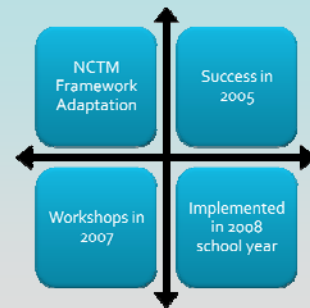 NCTM
Framework
Adaptation
Success in
2005
Workshops in
2007
Implemented
in 2008
school year